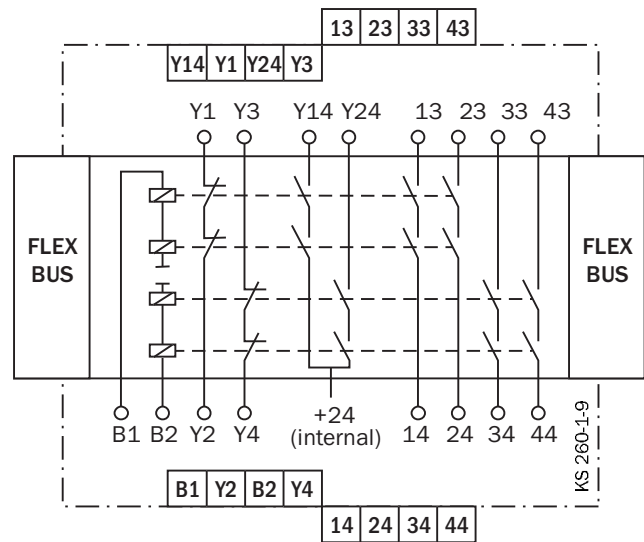 13 23 33 43
Y14 Y1 Y24 Y3
Y1 Y3 Y14 Y24 13 23 33 43
FLEX
BUS
FLEX
BUS
B1 B2 Y2 Y4 +24 14 24 34 44
(internal)
KS 260-1-9
B1 Y2 B2 Y4
14 24 34 44